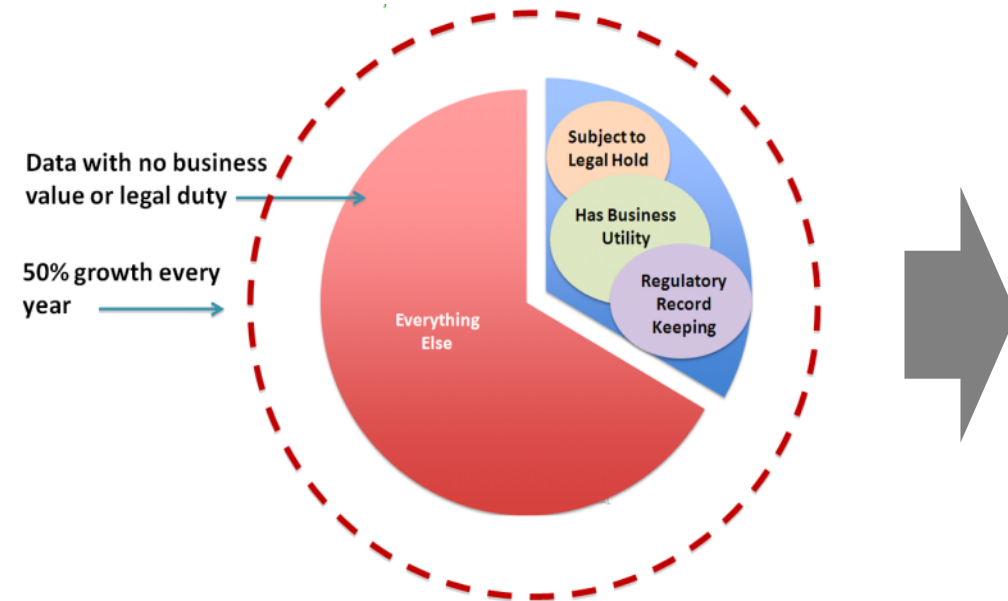 Data with no business
value or legal duty
50% growth every
year
Everything
Else
Subject to
Legal Hold
Has Business
Utility
Regulatory
Record
Keeping